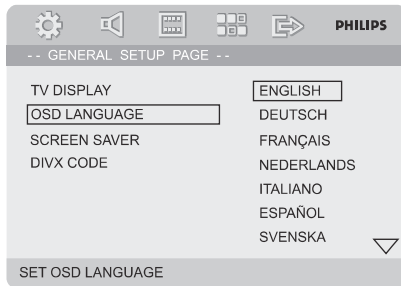 PHILIPS
-- GENERAL SETUP PAGE --
TV DISPLAY
OSD LANGUAGE
SCREEN SAVER
DIVX CODE
ENGLISH
DEUTSCH
FRANÇAIS
NEDERLANDS
ITALIANO
ESPAÑOL
SVENSKA
SET OSD LANGUAGE